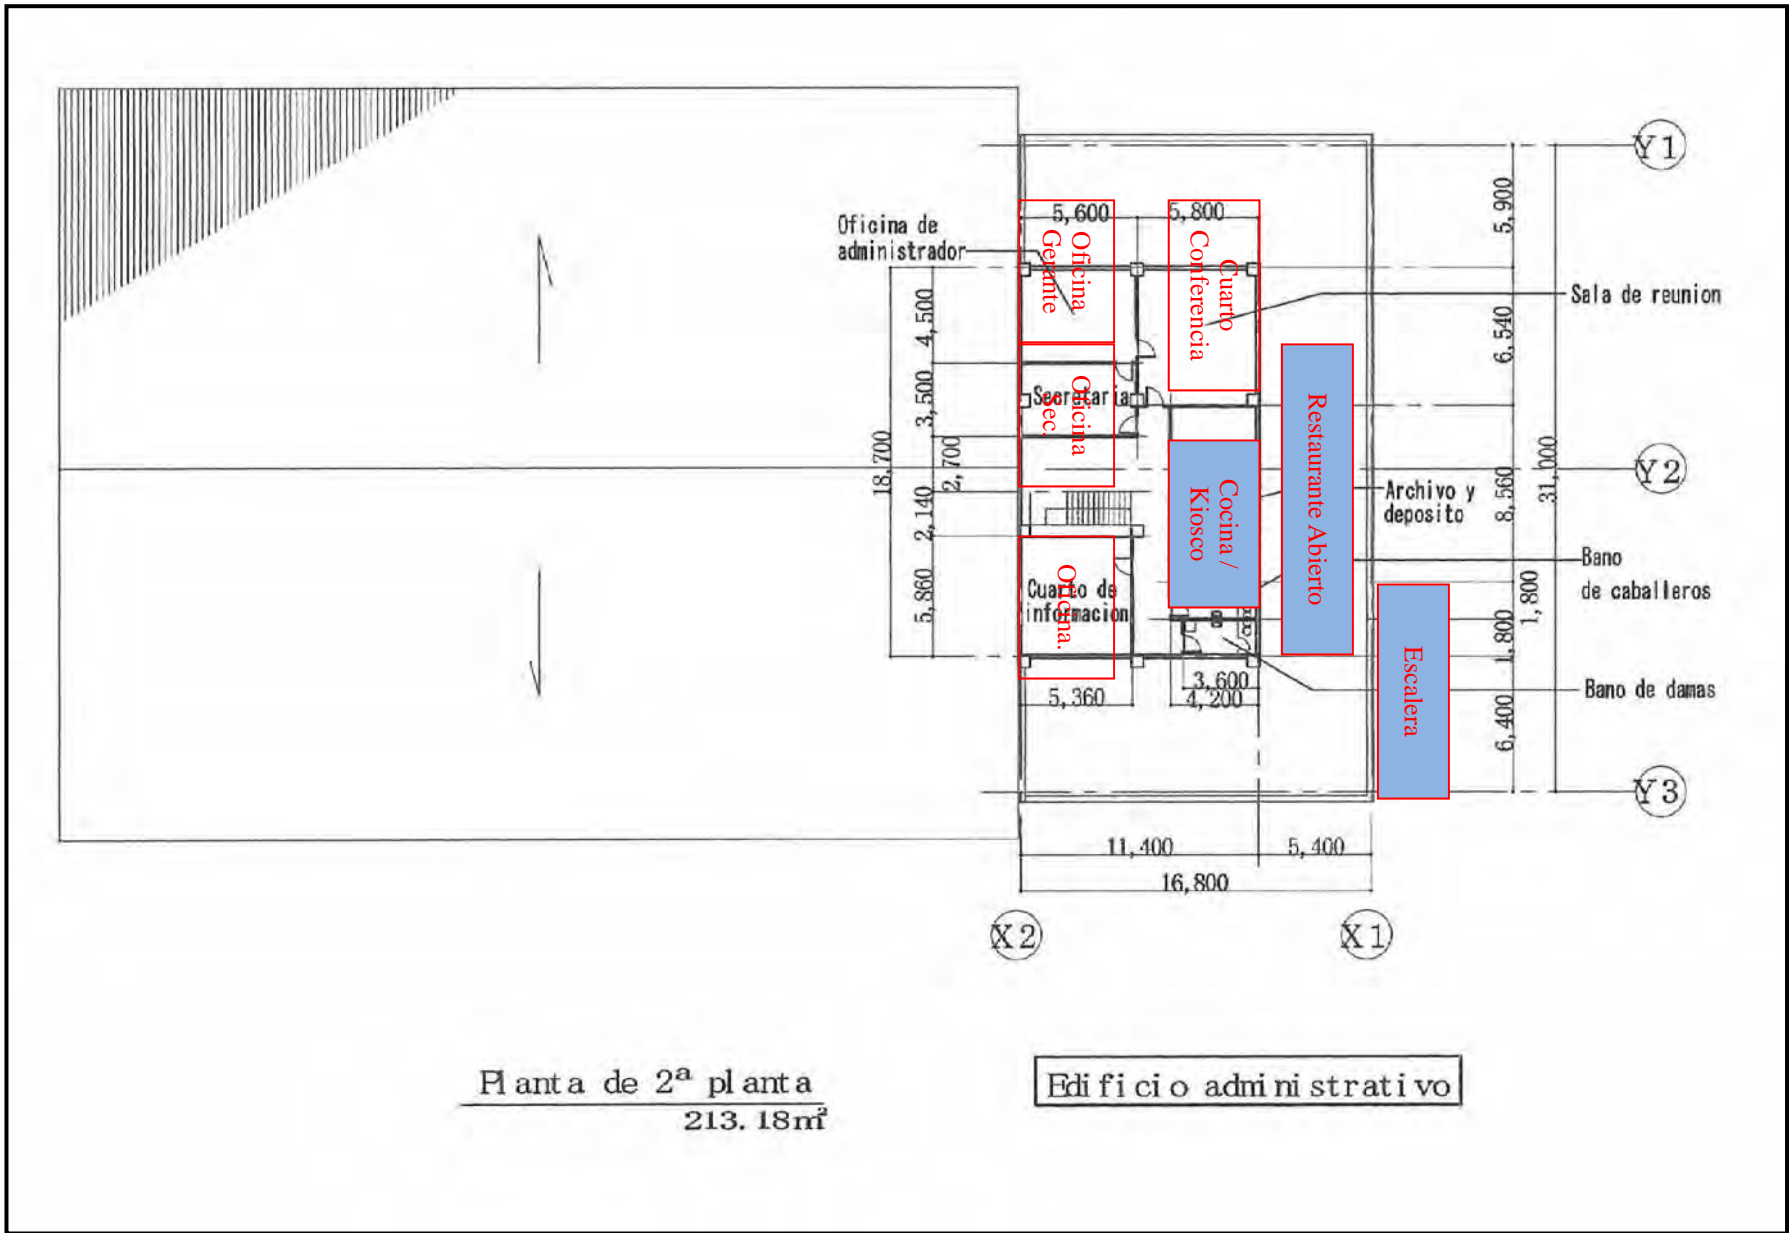 Y1
5,900
5,600
5,800
Oficina de
administrador
Oficina
Gerante
Cuarto
Conferencia
Sala de reunion
4,500
6,540
3,500
Secretaria
Oficina
Sec.
Restaurante Abierto
18,700
2,700
31,000
Y2
Cocina /
Kiosco
Archivo y
deposito
8,560
2,140
Bano
de caballeros
5,860
Cuarto de
informacion
Oficina.
1,800
1,800
Escalera
Bano de damas
3,600
5,360
4,200
6,400
Y3
11,400
5,400
16,800
X2
X1
Planta de 2ª planta
213.18㎡
Edificio administrativo